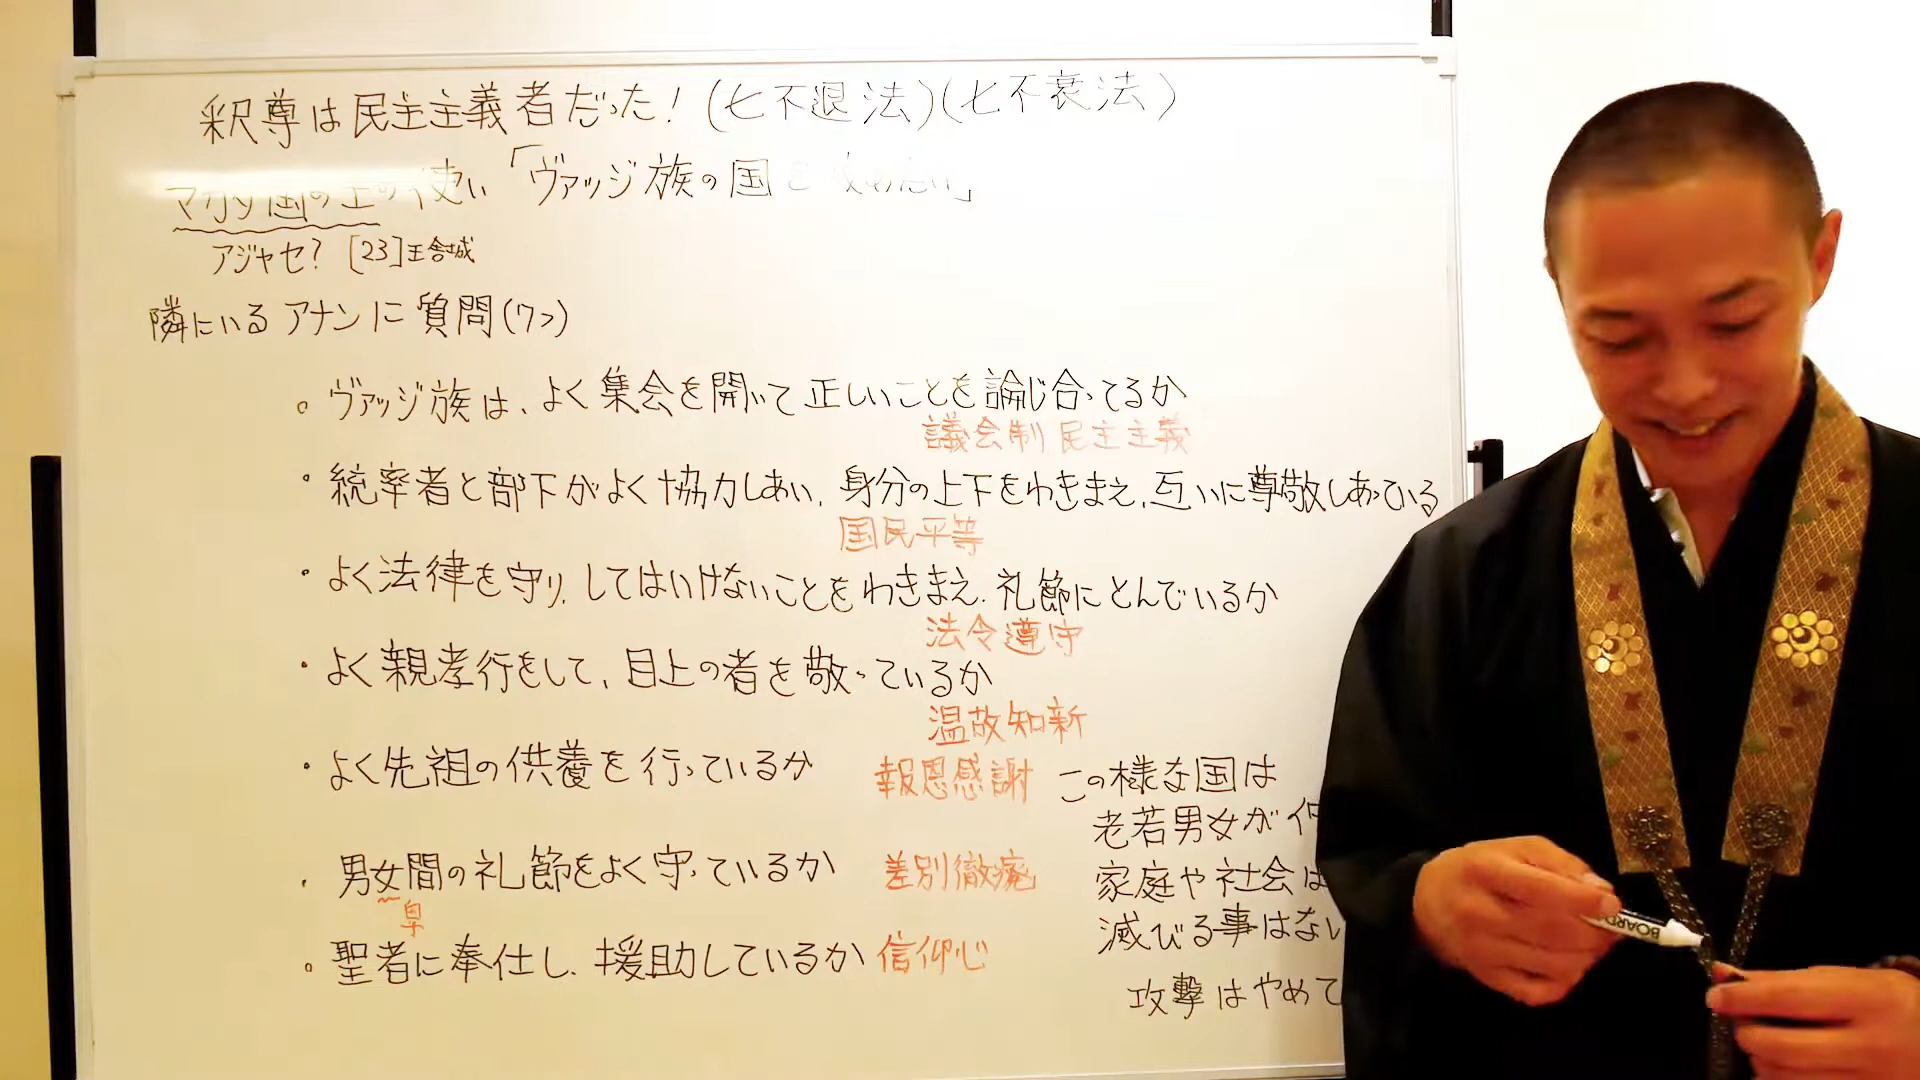 釈尊は民主主義者だった！(七不退法)(七不衰法)
マガダ国の王の使い「ヴァッジ族の国
アジャセ？［23］王舎城
隣にいるアナンに質問(7つ)
。ヴァッジ族は、よく集会を開いて正しいことを論じ合ってるか
議会制民主主義
・統率者と部下がよく協力しあい、身分の上下をわきまえ、互いに尊敬しあっている
国民平等
・よく法律を守り、してはいけないことをわきまえ、礼節にとんでいるか
法令遵守
・よく親孝行をして、目上の者を敬っているか
温故知新
・よく先祖の供養を行っているか 報恩感謝
・男女間の礼節をよく守っているか 差別徹廃
卑
。聖者に奉仕し、援助しているか 信仰心
この様な国は
老若男女が
家庭や社会は
滅びる事はない
攻撃はやめて
BOARD